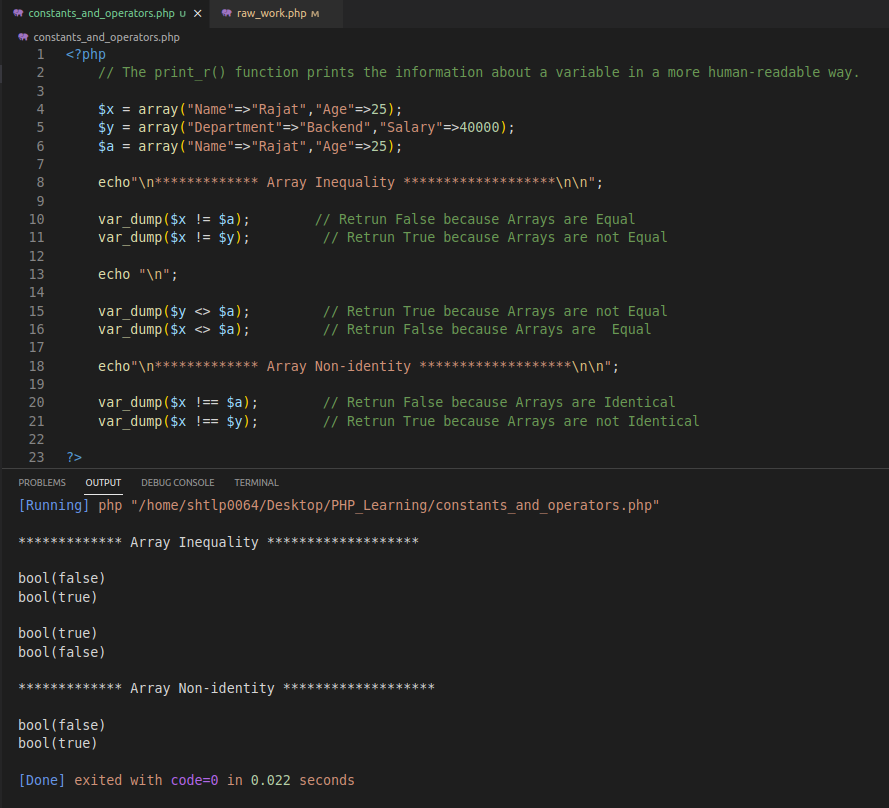 constants_and_operators.php U × raw_work.php M
constants_and_operators.php
1 <?php
2 // The print_r() function prints the information about a variable in a more human-readable way.
3
4 $x = array("Name"=>"Rajat","Age"=>25);
5 $y = array("Department"=>"Backend","Salary"=>40000);
6 $a = array("Name"=>"Rajat","Age"=>25);
7
8 echo"\n************* Array Inequality *******************\n\n";
9
10 var_dump($x != $a); // Retrun False because Arrays are Equal
11 var_dump($x != $y); // Retrun True because Arrays are not Equal
12
13 echo "\n";
14
15 var_dump($y <> $a); // Retrun True because Arrays are not Equal
16 var_dump($x <> $a); // Retrun False because Arrays are  Equal
17
18 echo"\n************* Array Non-identity *******************\n\n";
19
20 var_dump($x !== $a); // Retrun False because Arrays are Identical
21 var_dump($x !== $y); // Retrun True because Arrays are not Identical
22
23 ?>
PROBLEMS OUTPUT DEBUG CONSOLE TERMINAL
[Running] php "/home/shtlp0064/Desktop/PHP_Learning/constants_and_operators.php"
************* Array Inequality *******************
bool(false)
bool(true)
bool(true)
bool(false)
************* Array Non-identity *******************
bool(false)
bool(true)
[Done] exited with code=0 in 0.022 seconds